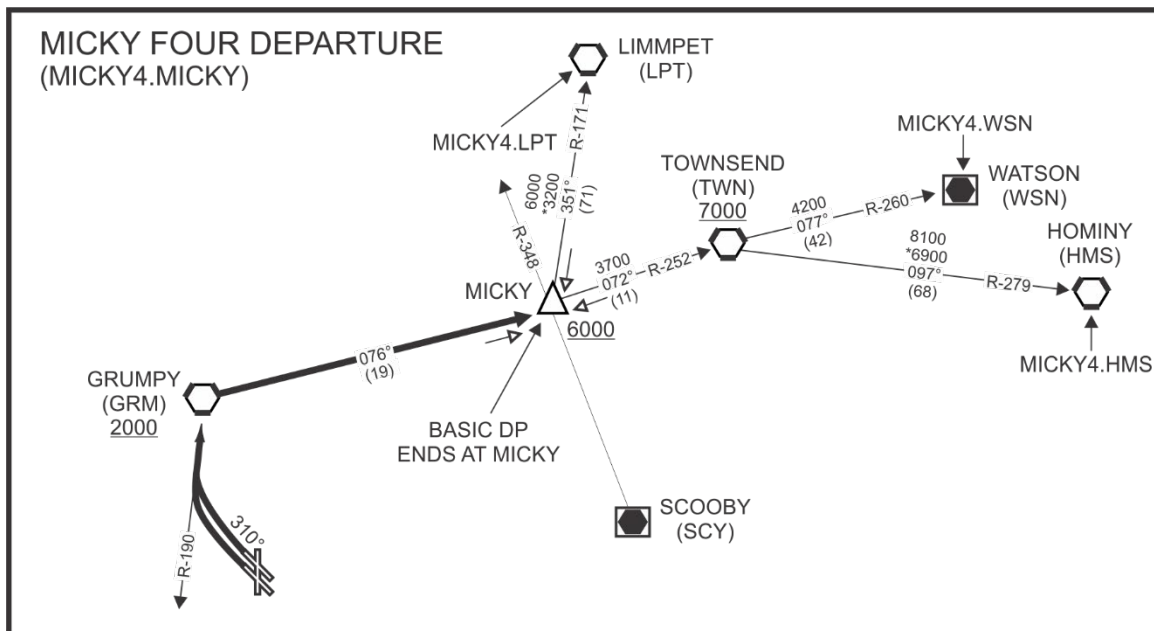 MICKY FOUR DEPARTURE
(MICKY4.MICKY)
LIMMPET
(LPT)
MICKY4.LPT
R-171
6000
*3200
351°
(71)
R-348
MICKY4.WSN
TOWNSEND
(TWN)
7000
WATSON
(WSN)
4200
077°
(42)
R-260
HOMINY
(HMS)
8100
*6900
097°
(68)
R-279
MICKY4.HMS
MICKY
6000
3700
072°
(11)
R-252
076°
(19)
GRUMPY
(GRM)
2000
BASIC DP
ENDS AT MICKY
SCOOBY
(SCY)
310°
R-190